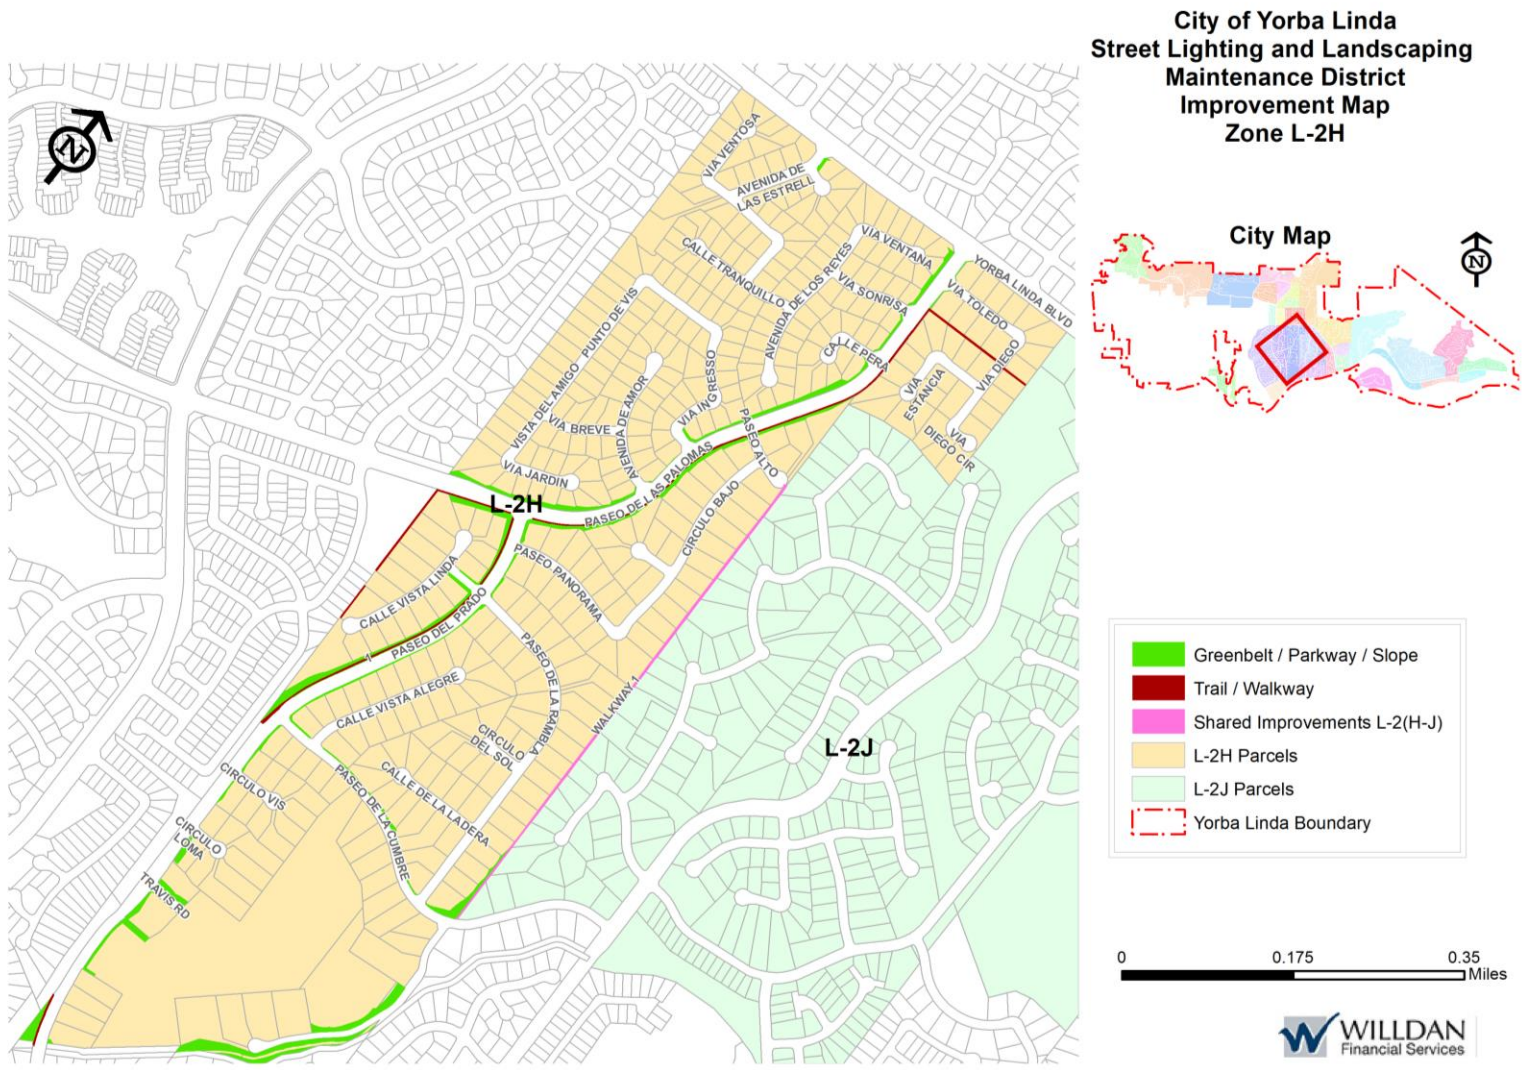 City of Yorba Linda
Street Lighting and Landscaping
Maintenance District
Improvement Map
Zone L-2H
City Map
N
N
VIA VENTOSA
AVENIDA DE
LAS ESTRELL
VIA VENTANA
CALLE TRANQUILLO
AVENIDA DE LOS REYES
VIA SONRISA
YORBA LINDA BLVD
VIA TOLEDO
VISTA DEL AMIGO PUNTO DE VIS
CALLE PERA
VIA DIEGO
VIA
ESTANCIA
VIA INGRESSO
AVENIDA DE AMOR
VIA BREVE
PASEO ALTO
VIA
DIEGO CIR
VIA JARDIN
L-2H
PASEO DE LAS PALOMAS
CIRCULO BAJO
PASEO PANORAMA
CALLE VISTA LINDA
PASEO DEL PRADO
1
PASEO DE LA RAMBLA
CALLE VISTA ALEGRE
WALKWAY 1
CIRCULO
DEL SOL
L-2J
CIRCULO VIS
PASEO DE LA CUMBRE
CALLE DE LA LADERA
CIRCULO
LOMA
TRAVIS RD
Greenbelt / Parkway / Slope
Trail / Walkway
Shared Improvements L-2(H-J)
L-2H Parcels
L-2J Parcels
Yorba Linda Boundary
0 0.175 0.35
Miles
WILLDAN
Financial Services